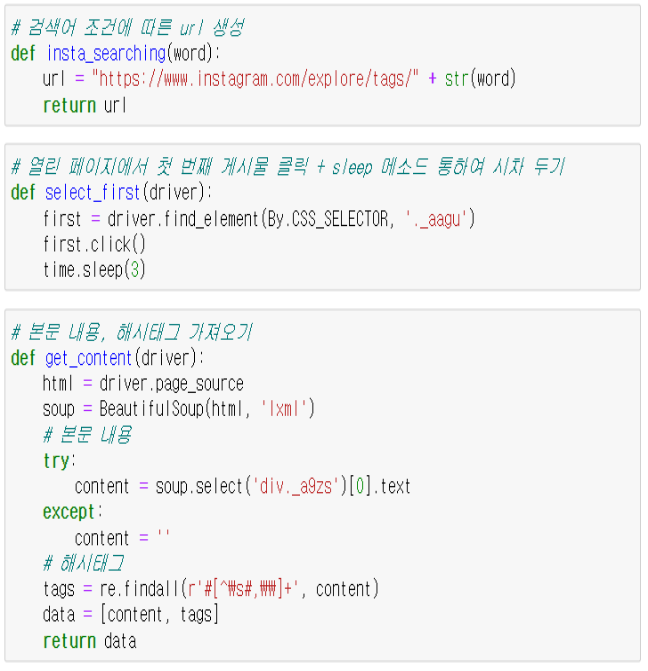 # 검색어 조건에 따른 url 생성
def insta_searching(word):
    url = "https://www.instagram.com/explore/tags/" + str(word)
    return url
# 열린 페이지에서 첫 번째 게시물 클릭 + sleep 메소드 통하여 시차 두기
def select_first(driver):
    first = driver.find_element(By.CSS_SELECTOR, '._aagu')
    first.click()
    time.sleep(3)
# 본문 내용, 해시태그 가져오기
def get_content(driver):
    html = driver.page_source
    soup = BeautifulSoup(html, 'lxml')
    # 본문 내용
    try:
        content = soup.select('div._a9zs')[0].text
    except:
        content = ''
    # 해시태그
    tags = re.findall(r'#[^₩s#,₩₩]+', content)
    data = [content, tags]
    return data